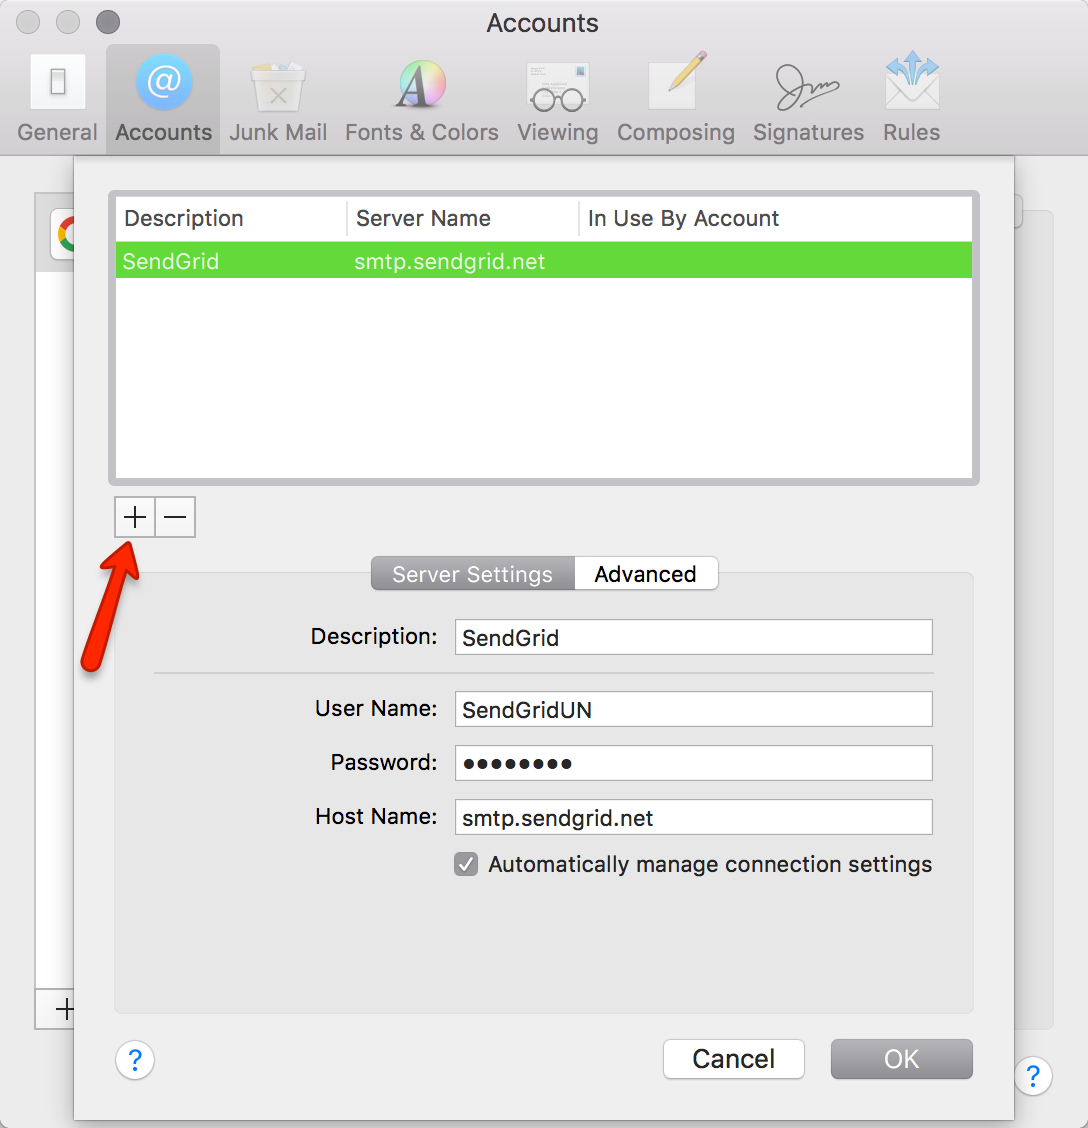 Accounts
General Accounts Junk Mail Fonts & Colors Viewing Composing Signatures Rules
Description Server Name In Use By Account
SendGrid smtp.sendgrid.net
Server Settings Advanced
Description: SendGrid
User Name: SendGridUN
Password: ●●●●●●●●
Host Name: smtp.sendgrid.net
Automatically manage connection settings
? Cancel OK
?